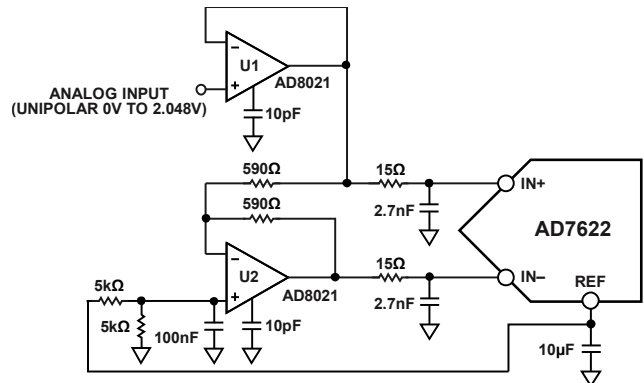 U1
AD8021
ANALOG INPUT
(UNIPOLAR 0V TO 2.048V)
10pF
590Ω
15Ω
IN+
590Ω
2.7nF
AD7622
U2
15Ω
IN–
AD8021
REF
5kΩ
2.7nF
5kΩ
100nF
10pF
10µF
−
+
−
+